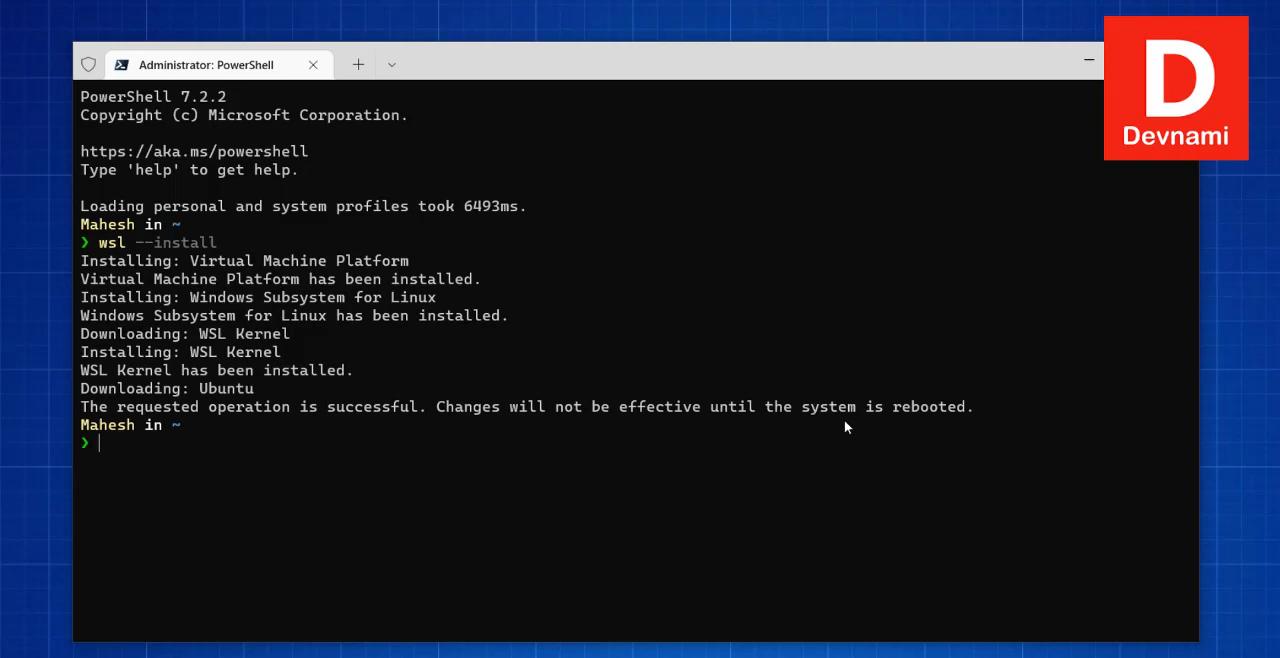 Administrator: PowerShell
D
Devnami
PowerShell 7.2.2
Copyright (c) Microsoft Corporation.
https://aka.ms/powershell
Type 'help' to get help.
Loading personal and system profiles took 6493ms.
Mahesh in ~
❯ wsl --install
Installing: Virtual Machine Platform
Virtual Machine Platform has been installed.
Installing: Windows Subsystem for Linux
Windows Subsystem for Linux has been installed.
Downloading: WSL Kernel
Installing: WSL Kernel
WSL Kernel has been installed.
Downloading: Ubuntu
The requested operation is successful. Changes will not be effective until the system is rebooted.
Mahesh in ~
❯